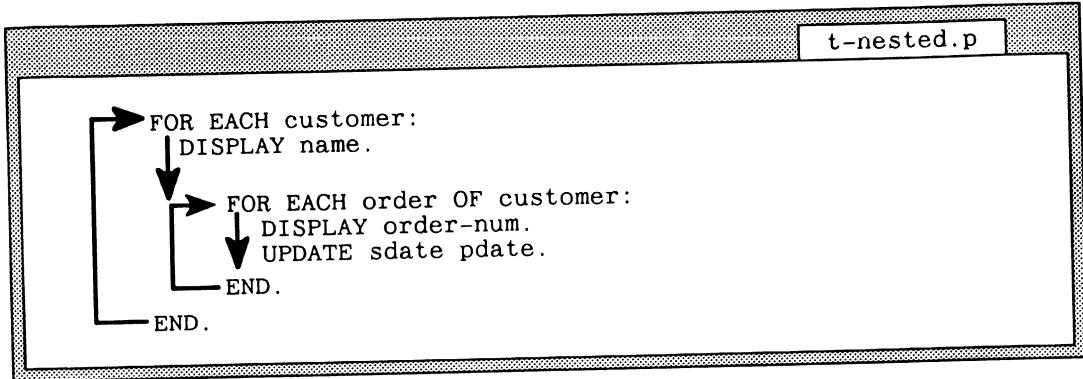 t-nested.p
FOR EACH customer:
DISPLAY name.
FOR EACH order OF customer:
DISPLAY order-num.
UPDATE sdate pdate.
END.
END.